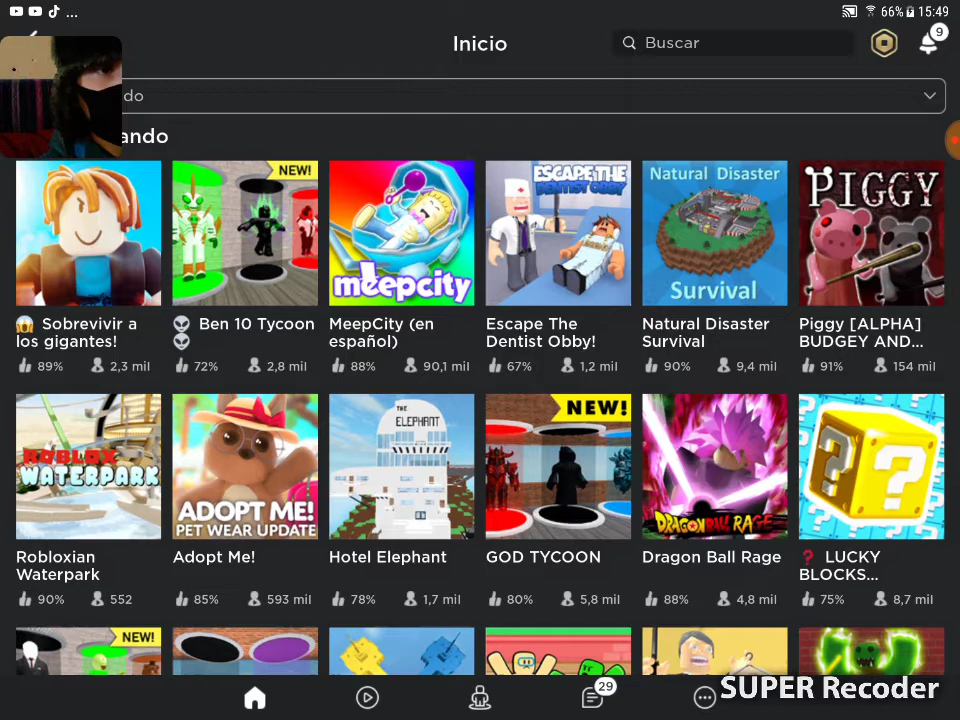 ... 66% 15:49
Inicio
Buscar
9
do
ando
NEW!
meepcity
ESCAPE THE
DENTIST OBBY
Natural Disaster
Survival
PIGGY
😱 Sobrevivir a
los gigantes!
👽 Ben 10 Tycoon
👽
MeepCity (en
español)
Escape The
Dentist Obby!
Natural Disaster
Survival
Piggy [ALPHA]
BUDGEY AND...
89% 2,3 mil
72% 2,8 mil
88% 90,1 mil
67% 1,2 mil
90% 9,4 mil
91% 154 mil
ROBLOX
WATERPARK
ADOPT ME!
PET WEAR UPDATE
THE
ELEPHANT
NEW!
DRAGON BALL RAGE
? ?
Robloxian
Waterpark
Adopt Me!
Hotel Elephant
GOD TYCOON
Dragon Ball Rage
❓ LUCKY
BLOCKS...
90% 552
85% 593 mil
78% 1,7 mil
80% 5,8 mil
88% 4,8 mil
75% 8,7 mil
NEW!
29
SUPER Recoder